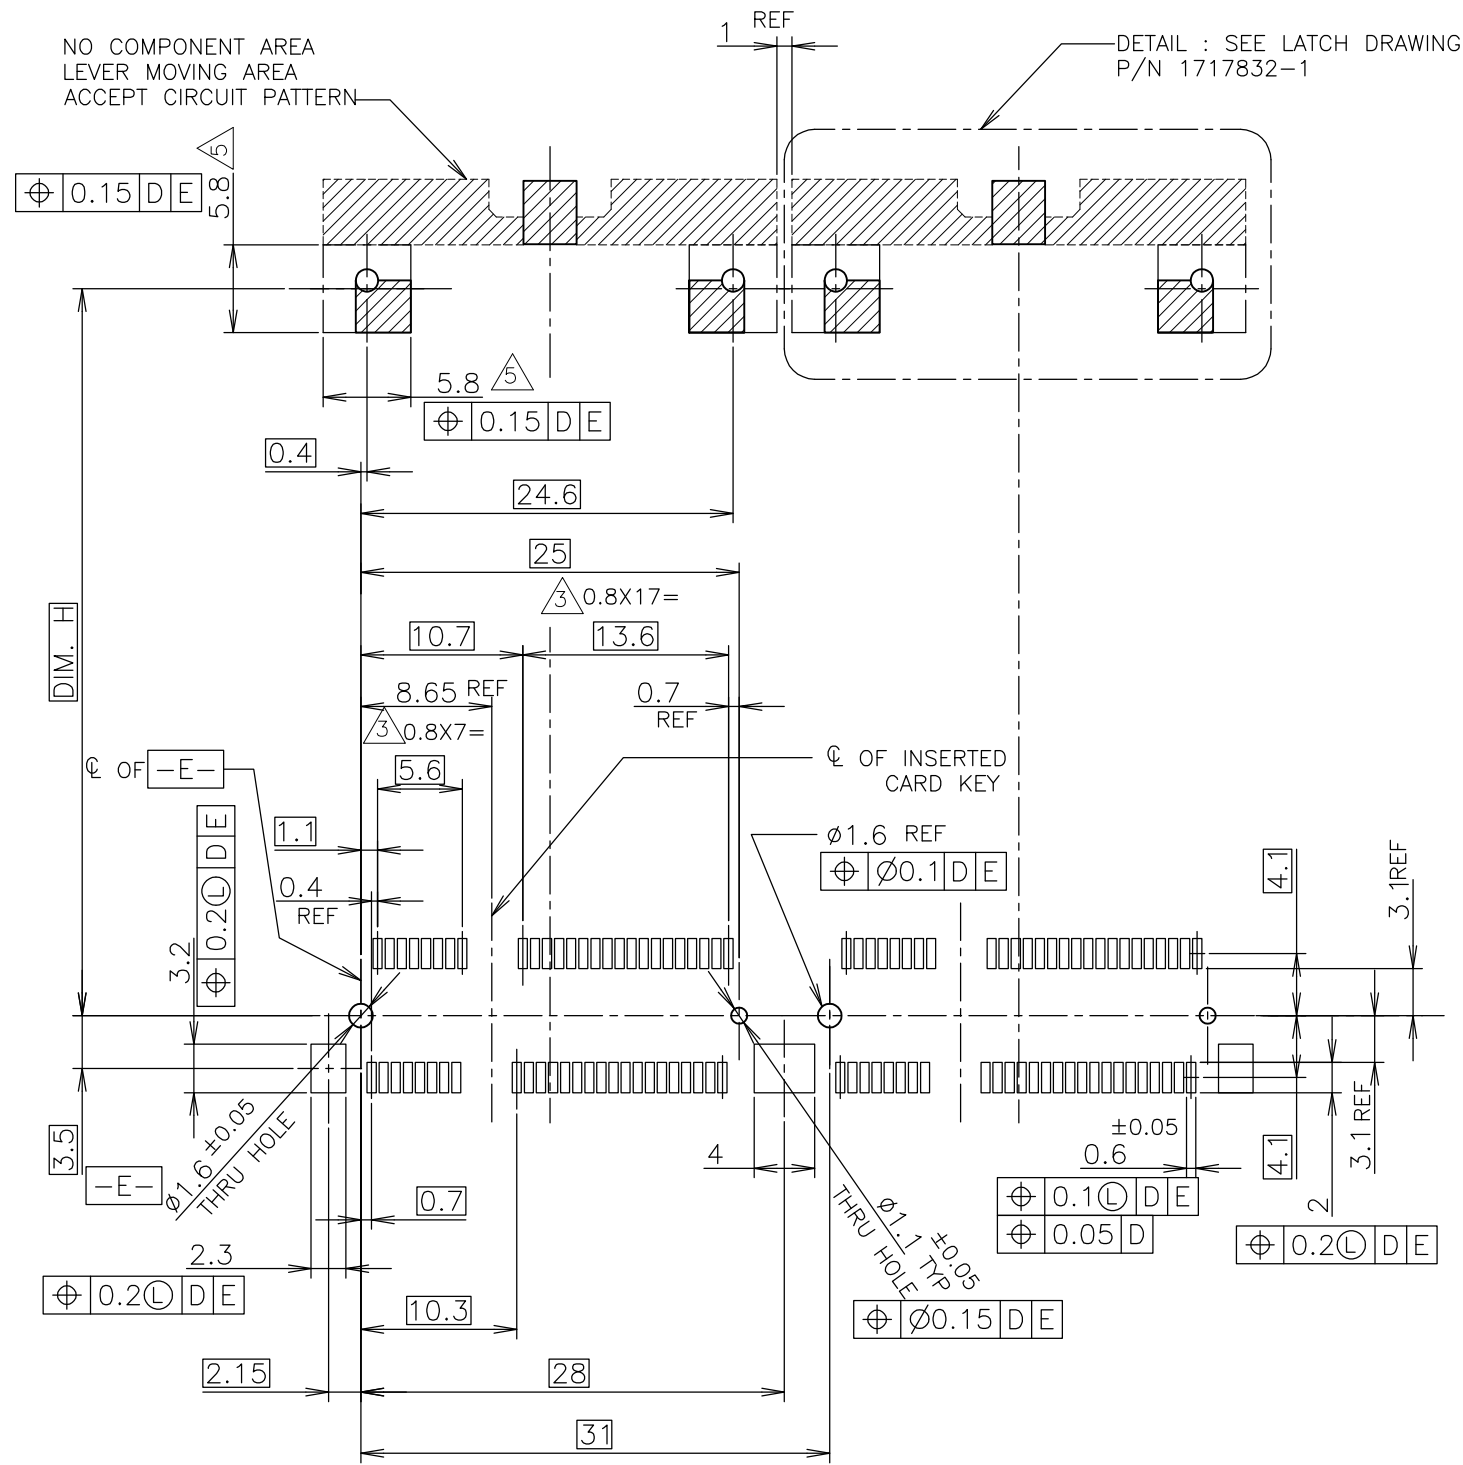 1 REF
NO COMPONENT AREA
LEVER MOVING AREA
ACCEPT CIRCUIT PATTERN
DETAIL : SEE LATCH DRAWING
P/N 1717832-1
5.8 5
⌖ 0.15 D E
5.8 5
⌖ 0.15 D E
0.4
24.6
25
3 0.8X17=
10.7
13.6
DIM. H
8.65 REF
0.7
REF
3 0.8X7=
5.6
℄ OF -E-
℄ OF INSERTED
CARD KEY
1.1
ø1.6 REF
⌖ Ø0.1 D E
0.4
REF
⌖ 0.2Ⓛ D E
3.2
4.1
3.1REF
3.5
-E-
ø1.6 ±0.05
THRU HOLE
4
±0.05
0.6
⌖ 0.1Ⓛ D E
⌖ 0.05 D
4.1
3.1 REF
2
⌖ 0.2Ⓛ D E
0.7
2.3
⌖ 0.2Ⓛ D E
ø1.1 ±0.05 TYP
THRU HOLE
⌖ Ø0.15 D E
10.3
2.15
28
31